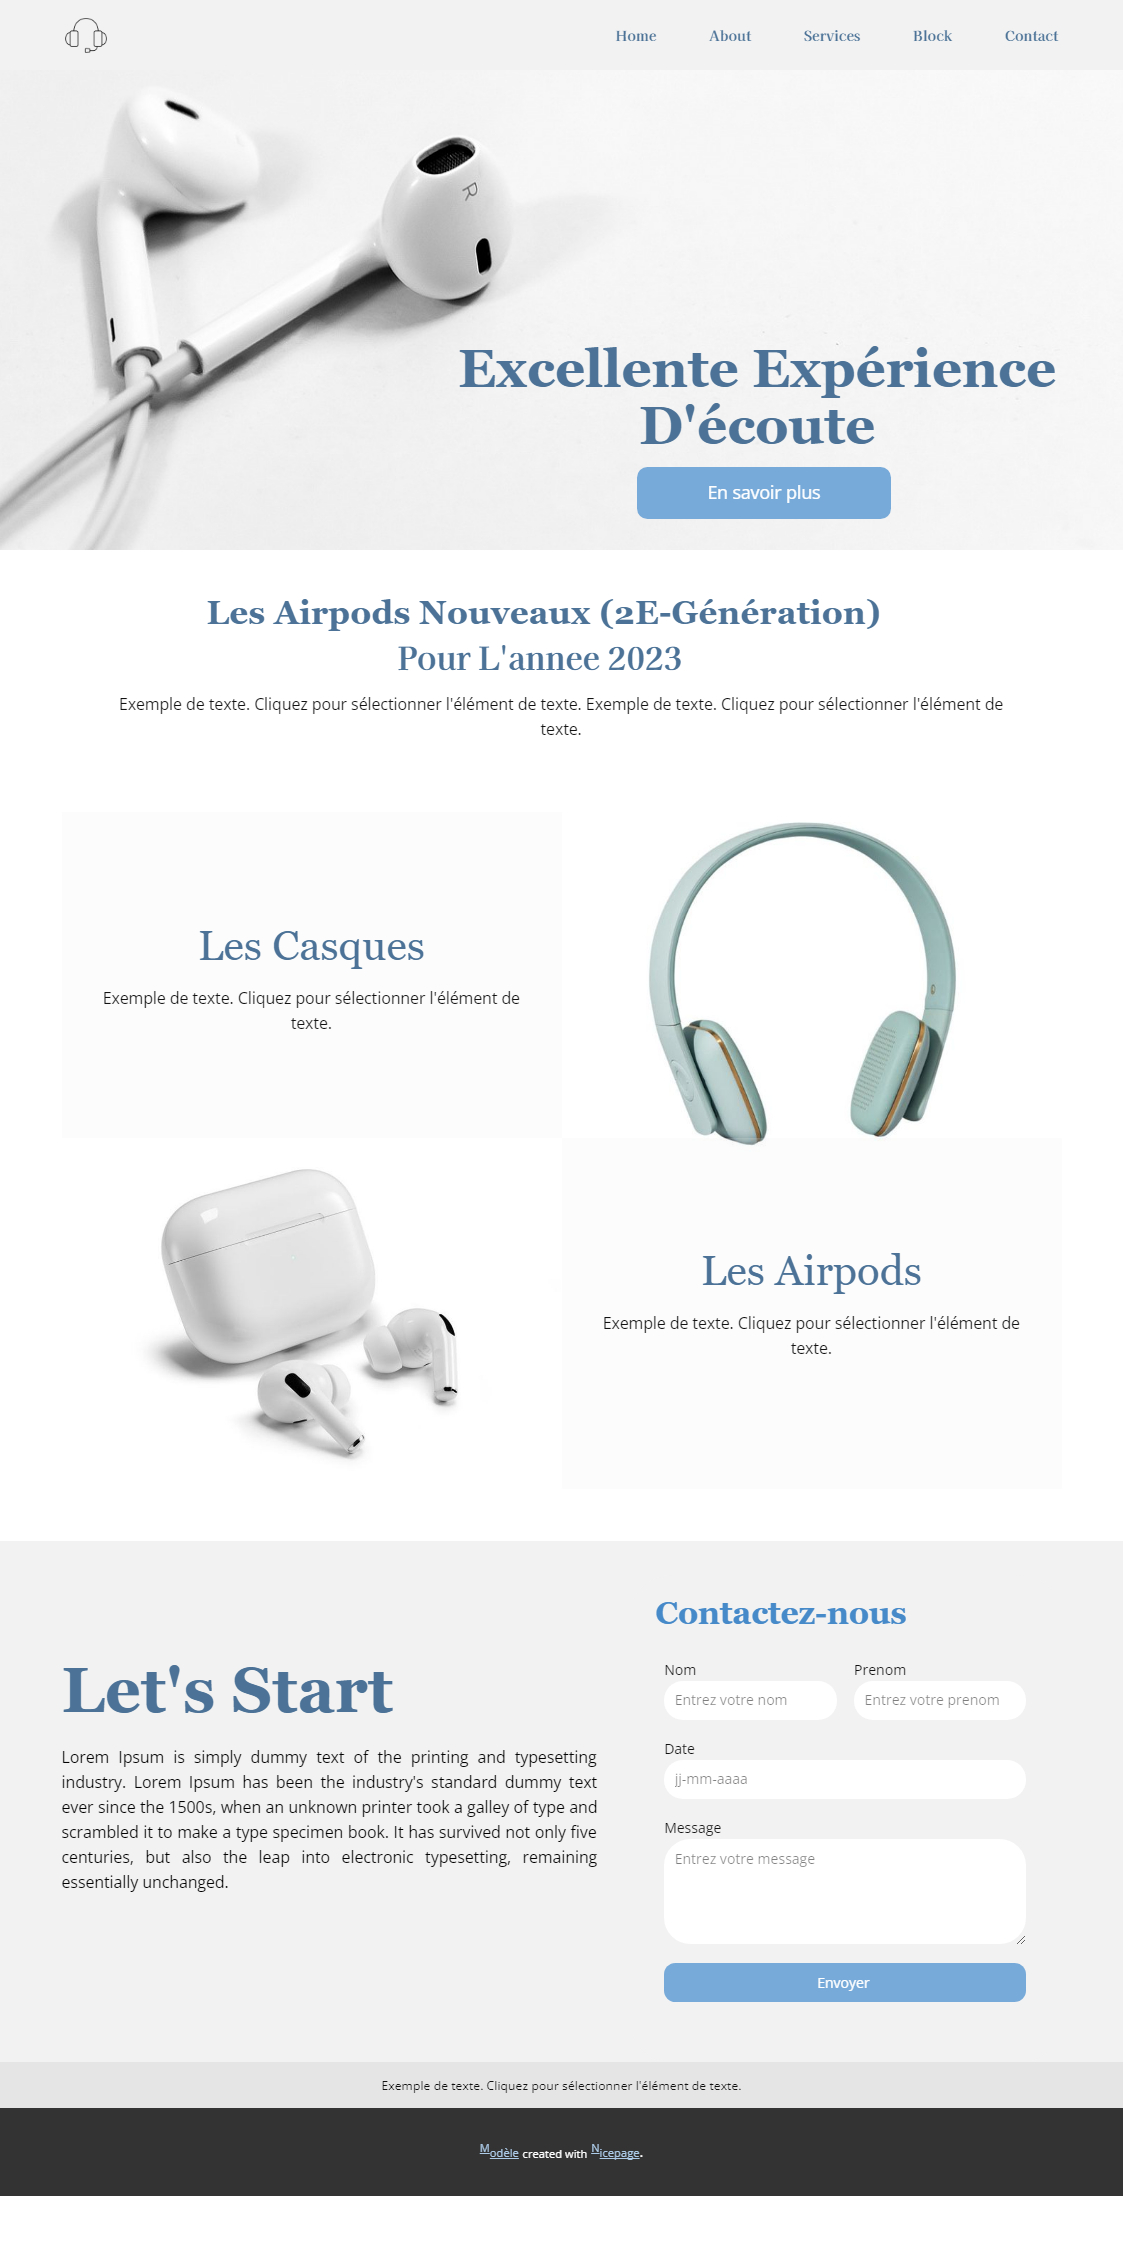 Home About Services Block Contact
R
Excellente Expérience
D'écoute
En savoir plus
Les Airpods Nouveaux (2E-Génération)
Pour L'annee 2023
Exemple de texte. Cliquez pour sélectionner l'élément de texte. Exemple de texte. Cliquez pour sélectionner l'élément de
texte.
Les Casques
Exemple de texte. Cliquez pour sélectionner l'élément de
texte.
Les Airpods
Exemple de texte. Cliquez pour sélectionner l'élément de
texte.
Let's Start
Lorem Ipsum is simply dummy text of the printing and typesetting
industry. Lorem Ipsum has been the industry's standard dummy text
ever since the 1500s, when an unknown printer took a galley of type and
scrambled it to make a type specimen book. It has survived not only five
centuries, but also the leap into electronic typesetting, remaining
essentially unchanged.
Contactez-nous
Nom Prenom
Entrez votre nom Entrez votre prenom
Date
jj-mm-aaaa
Message
Entrez votre message
Envoyer
Exemple de texte. Cliquez pour sélectionner l'élément de texte.
Modèle created with Nicepage.